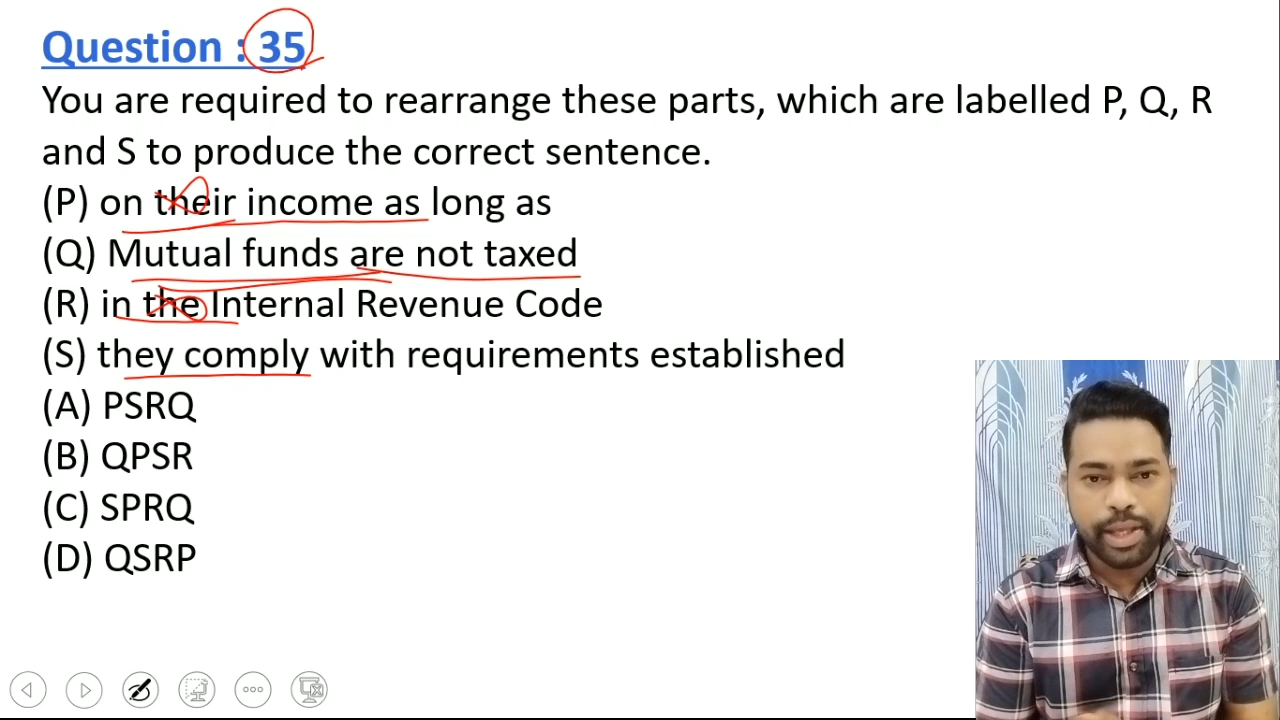 Question : 35
You are required to rearrange these parts, which are labelled P, Q, R
and S to produce the correct sentence.
(P) on their income as long as
(Q) Mutual funds are not taxed
(R) in the Internal Revenue Code
(S) they comply with requirements established
(A) PSRQ
(B) QPSR
(C) SPRQ
(D) QSRP